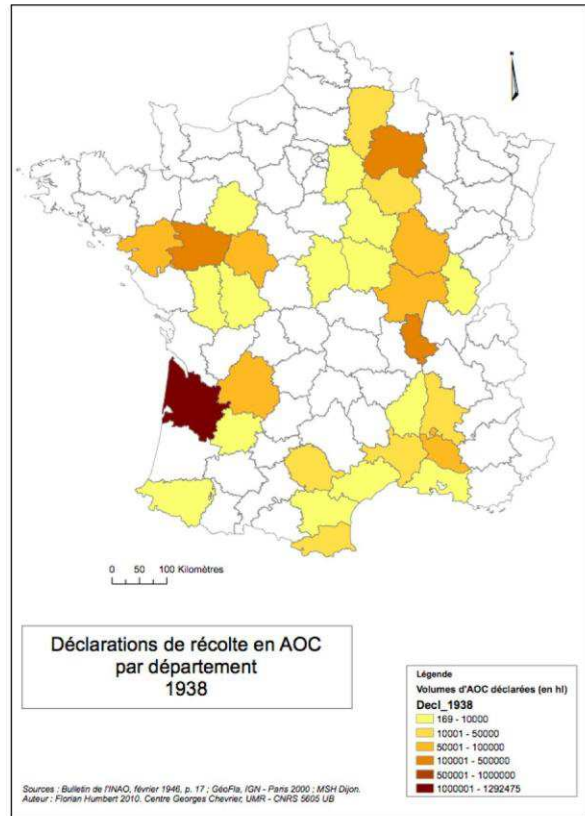 0 50 100 Kilomètres
Déclarations de récolte en AOC
par département
1938
Légende
Volumes d'AOC déclarées (en hl)
Decl_1938
169 - 10000
10001 - 50000
50001 - 100000
100001 - 500000
500001 - 1000000
1000001 - 1292475
Sources : Bulletin de l'INAO, février 1946, p. 17 ; GéoFla, IGN - Paris 2000 ; MSH Dijon.
Auteur : Florian Humbert 2010. Centre Georges Chevrier, UMR - CNRS 5605 UB